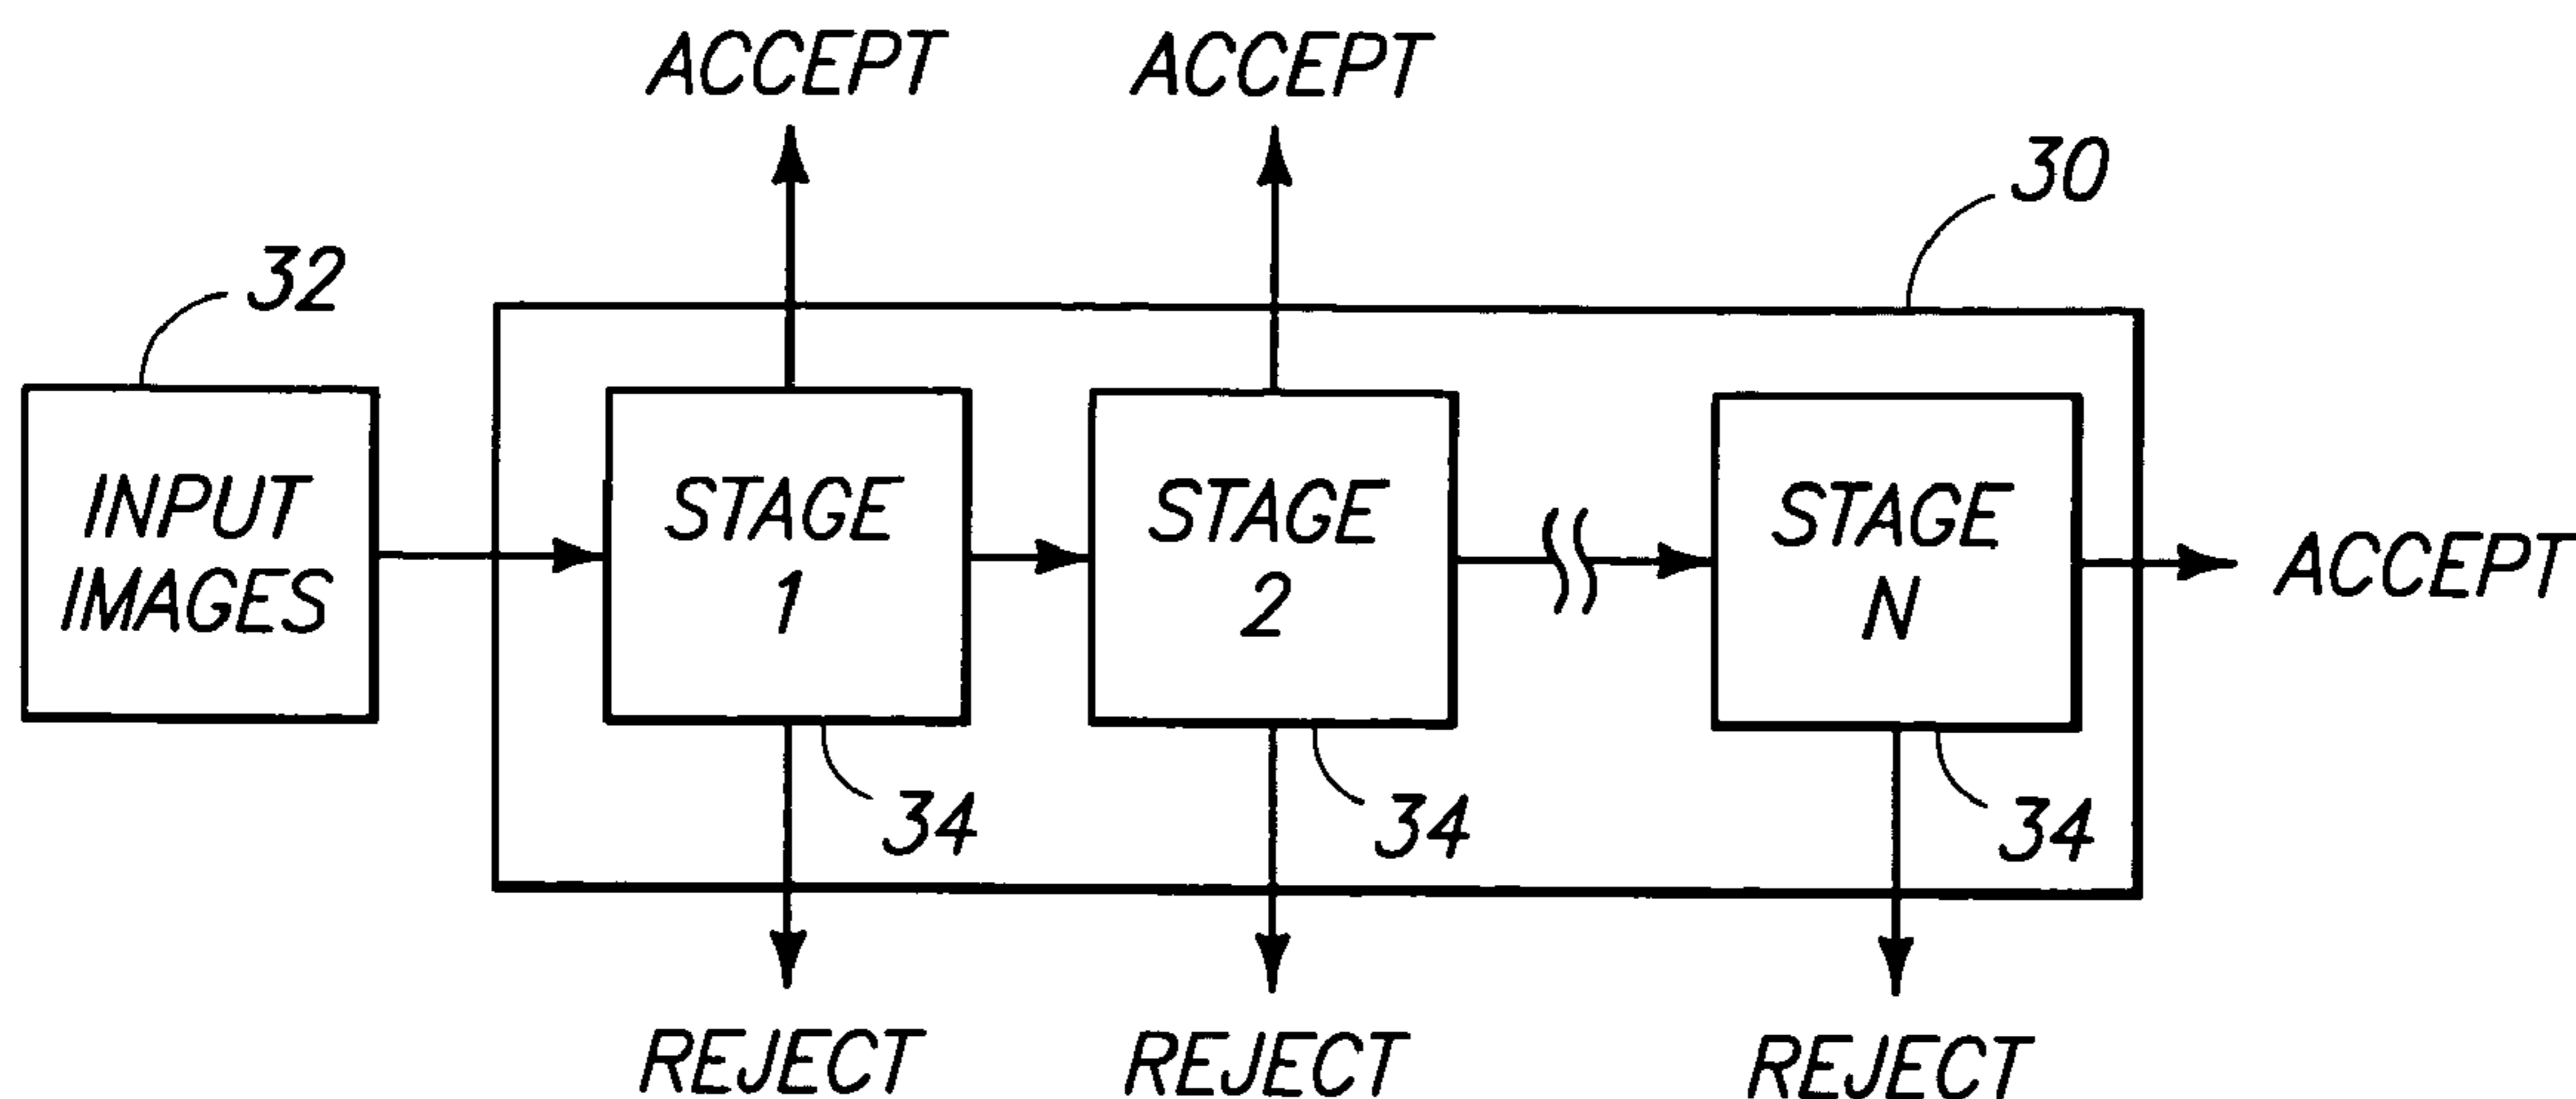 ACCEPT
ACCEPT
30
32
INPUT
IMAGES
STAGE
1
STAGE
2
STAGE
N
ACCEPT
34
34
34
REJECT
REJECT
REJECT